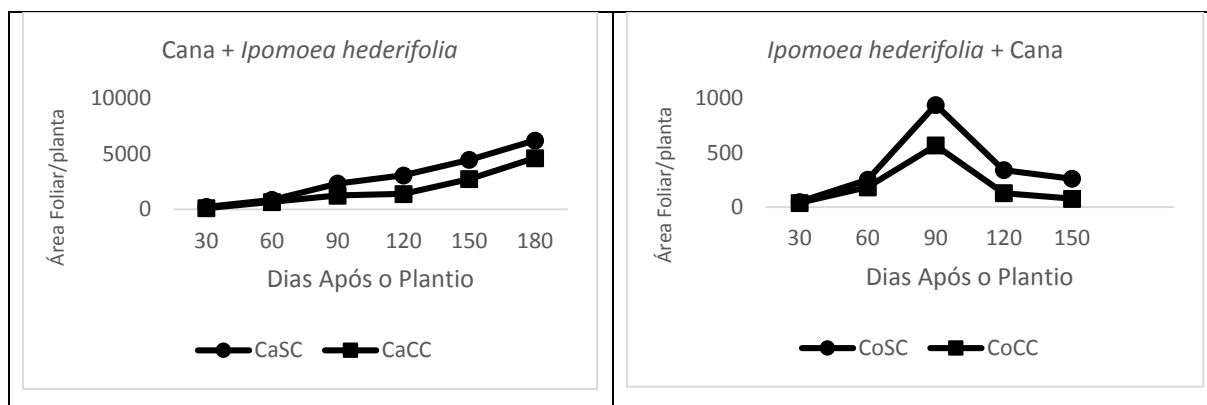 Cana + Ipomoea hederifolia
Área Foliar/planta
10000
5000
0
30 60 90 120 150 180
Dias Após o Plantio
CaSC CaCC
Ipomoea hederifolia + Cana
Área Foliar/planta
1000
500
0
30 60 90 120 150
Dias Após o Plantio
CoSC CoCC